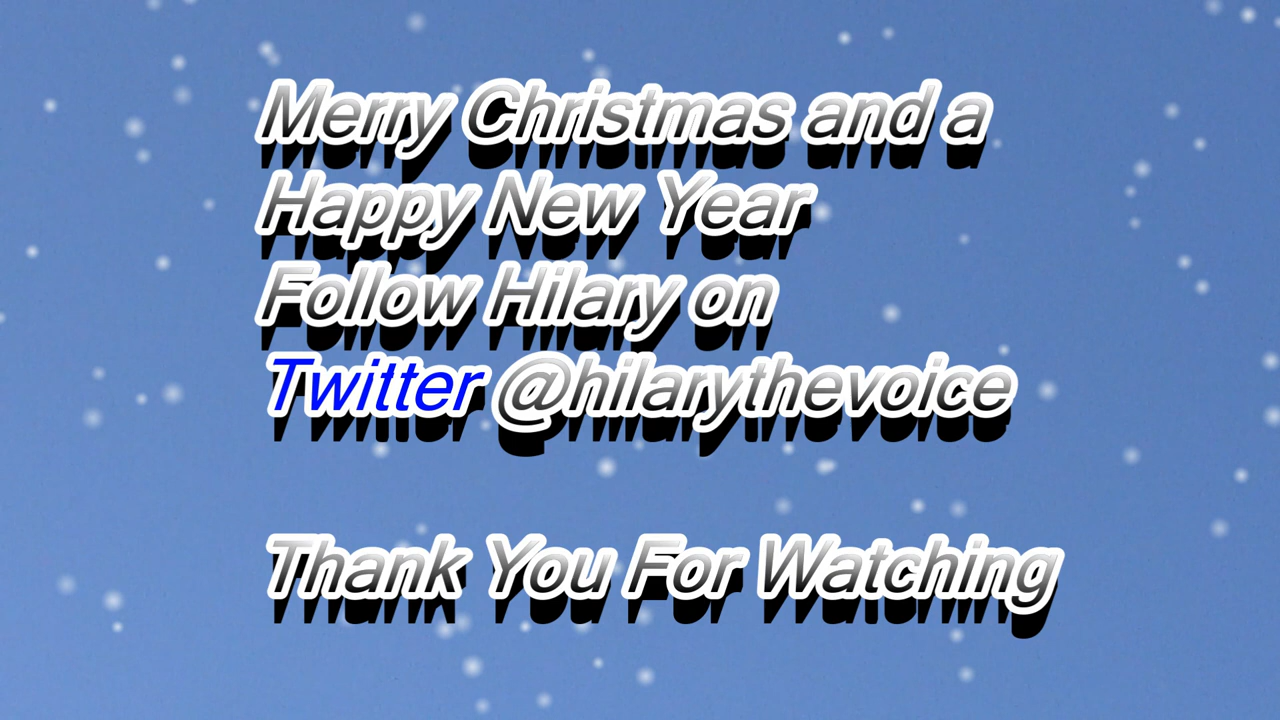 Merry Christmas and a
Happy New Year
Follow Hilary on
Twitter @hilarythevoice
Thank You For Watching